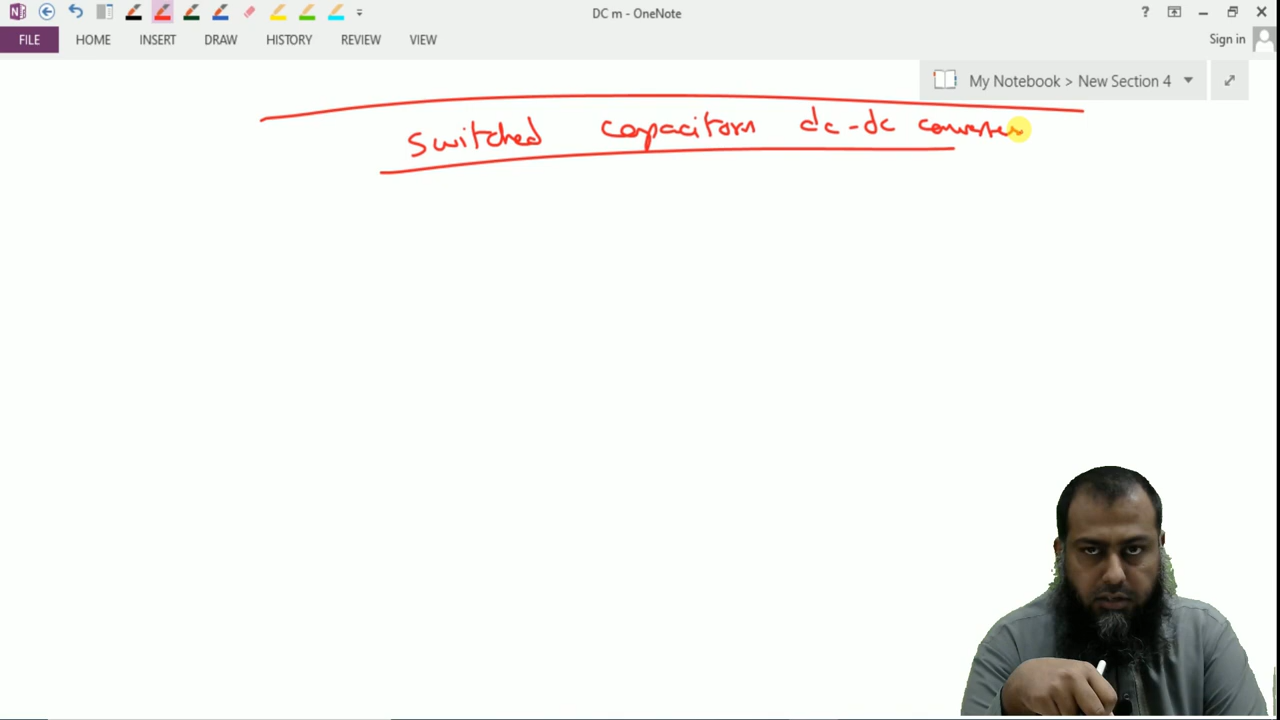 DC m - OneNote
?
FILE HOME INSERT DRAW HISTORY REVIEW VIEW
Sign in
My Notebook > New Section 4
switched capacitors dc-dc converter